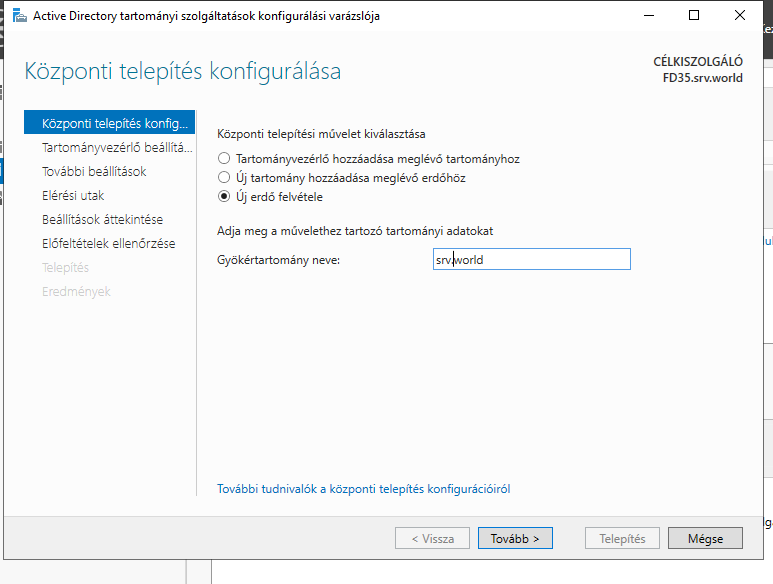 Active Directory tartományi szolgáltatások konfigurálási varázslója
Központi telepítés konfigurálása
CÉLKISZOLGÁLÓ
FD35.srv.world
Központi telepítés konfig...
Tartományvezérlő beállítá...
További beállítások
Elérési utak
Beállítások áttekintése
Előfeltételek ellenőrzése
Telepítés
Eredmények
Központi telepítési művelet kiválasztása
Tartományvezérlő hozzáadása meglévő tartományhoz
Új tartomány hozzáadása meglévő erdőhöz
Új erdő felvétele
Adja meg a művelethez tartozó tartományi adatokat
Gyökértartomány neve: srv.world
További tudnivalók a központi telepítés konfigurációiról
< Vissza Tovább > Telepítés Mégse